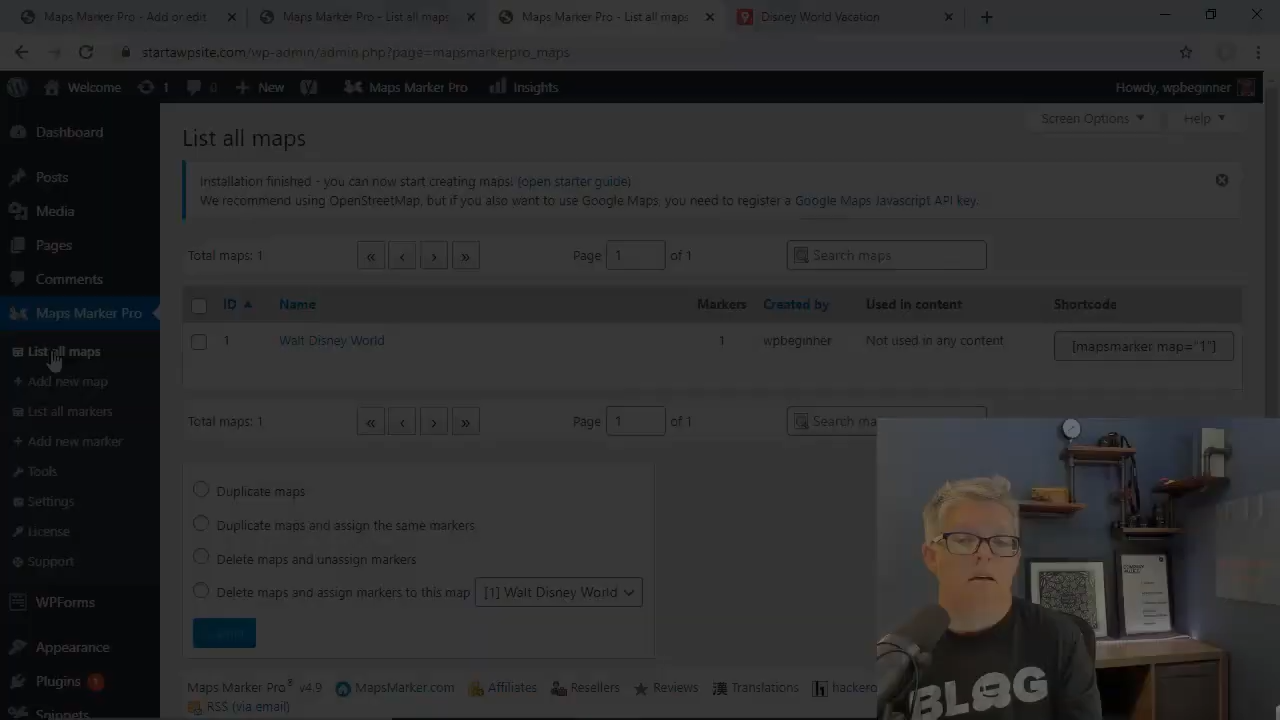 Maps Marker Pro - Add or edit
Maps Marker Pro - List all maps
Maps Marker Pro - List all maps
Disney World Vacation
startawpsite.com/wp-admin/admin.php?page=mapsmarkerpro_maps
Welcome 1 0 New Maps Marker Pro Insights
Howdy, wpbeginner
Dashboard
Posts
Media
Pages
Comments
Maps Marker Pro
List all maps
Add new map
List all markers
Add new marker
Tools
Settings
License
Support
WPForms
Appearance
Plugins 1
Snippets
Screen Options
Help
List all maps
Installation finished - you can now start creating maps: (open starter guide)
We recommend using OpenStreetMap, but if you also want to use Google Maps, you need to register a Google Maps Javascript API key.
Total maps: 1 « ‹ › » Page 1 of 1 Search maps
ID Name Markers Created by Used in content Shortcode
1 Walt Disney World 1 wpbeginner Not used in any content [mapsmarker map="1"]
Total maps: 1 « ‹ › » Page 1 of 1 Search ma
Duplicate maps
Duplicate maps and assign the same markers
Delete maps and unassign markers
Delete maps and assign markers to this map [1] Walt Disney World
Maps Marker Pro® v4.9 MapsMarker.com Affiliates Resellers Reviews Translations hackero
RSS (via email)
BLOG